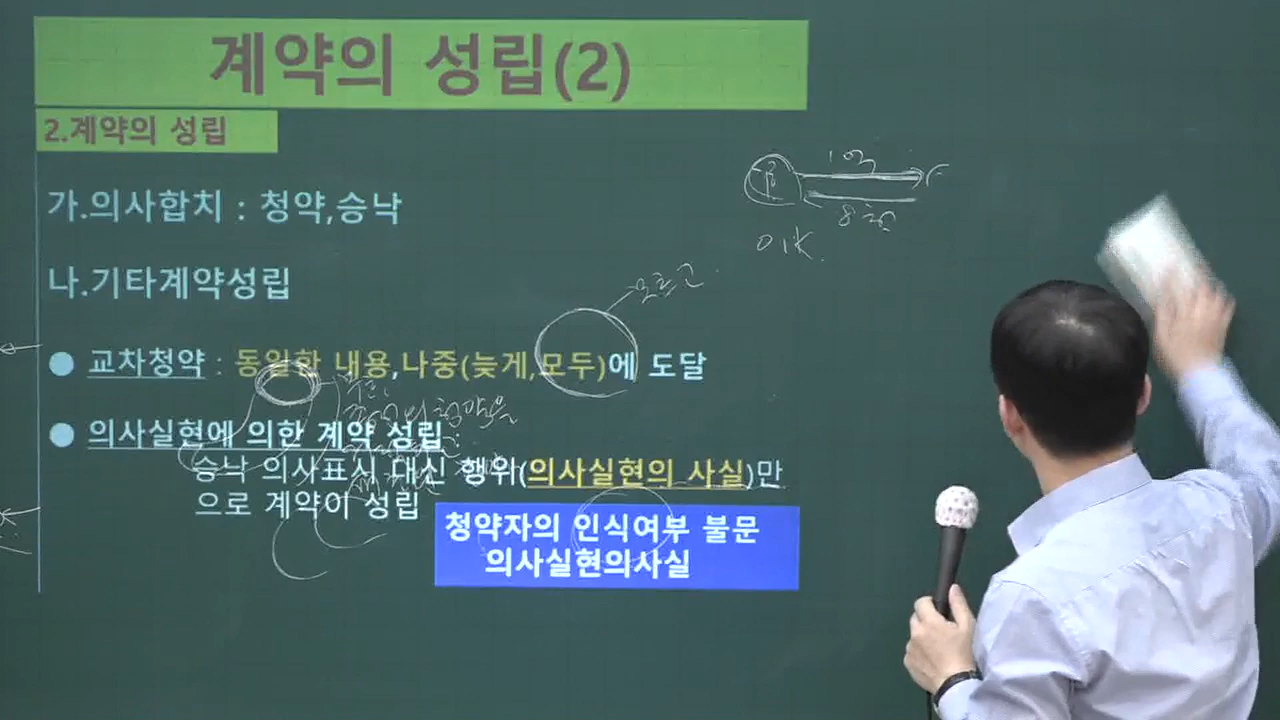 계약의 성립(2)
2.계약의 성립
가.의사합치 : 청약,승낙
나.기타계약성립
모르고
● 교차청약 : 동일한 내용,나중(늦게,모두)에 도달
● 의사실현에 의한 계약 성립
승낙 의사표시 대신 행위(의사실현의 사실)만
으로 계약이 성립
청약자의 인식여부 불문
의사실현의사실